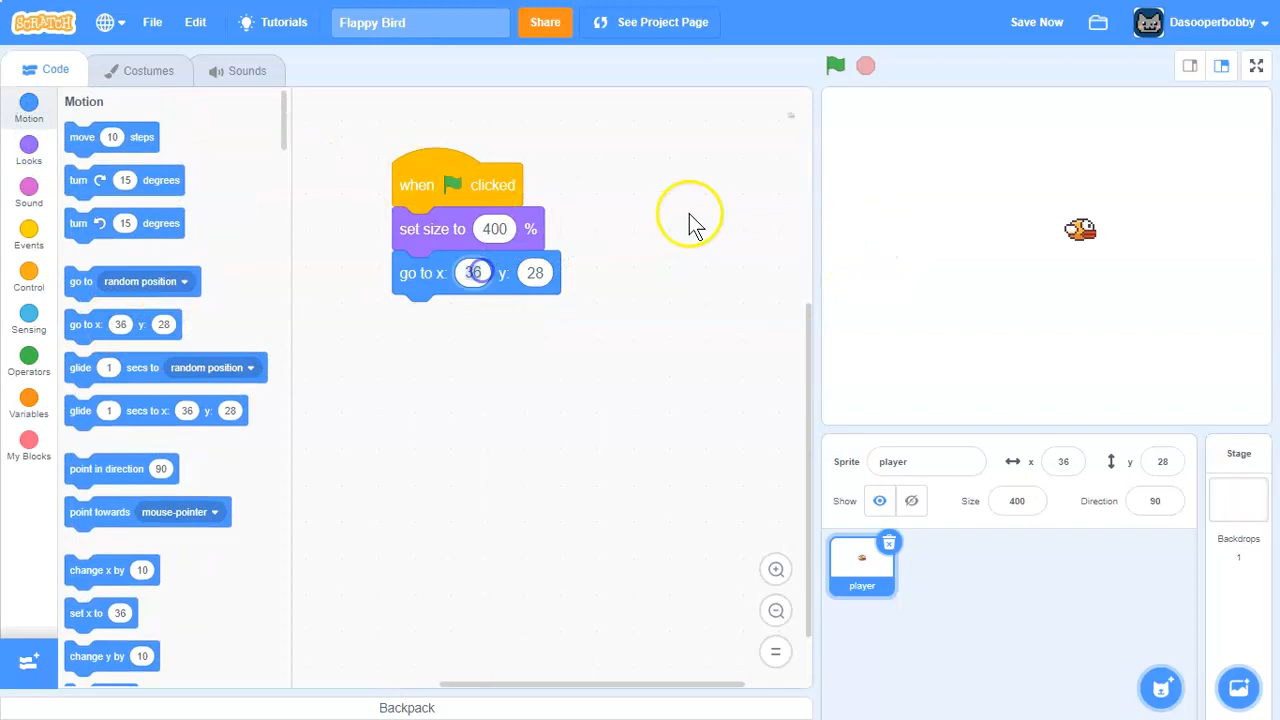 SCRATCH File Edit Tutorials Flappy Bird Share See Project Page Save Now Dasooperbobby
Code Costumes Sounds
Motion
Looks
Sound
Events
Control
Sensing
Operators
Variables
My Blocks
Motion
move 10 steps
turn 15 degrees
turn 15 degrees
go to random position
go to x: 36 y: 28
glide 1 secs to random position
glide 1 secs to x: 36 y: 28
point in direction 90
point towards mouse-pointer
change x by 10
set x to 36
change y by 10
when clicked
set size to 400 %
go to x: 36 y: 28
Backpack
Sprite player x 36 y 28
Show Size 400 Direction 90
player
Stage
Backdrops
1